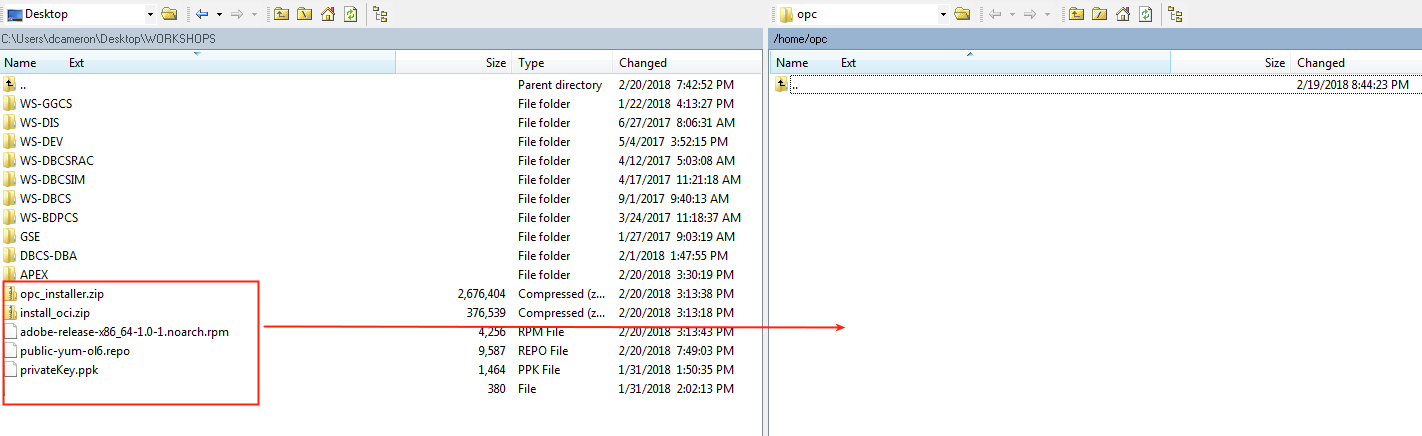 Desktop
opc
C:\Users\dcameron\Desktop\WORKSHOPS
/home/opc
Name Ext Size Type Changed
Name Ext Size Changed
.. Parent directory 2/20/2018 7:42:52 PM
.. 2/19/2018 8:44:23 PM
WS-GGCS File folder 1/22/2018 4:13:27 PM
WS-DIS File folder 6/27/2017 8:06:31 AM
WS-DEV File folder 5/4/2017 3:52:15 PM
WS-DBCSRAC File folder 4/12/2017 5:03:08 AM
WS-DBCSIM File folder 4/17/2017 11:21:18 AM
WS-DBCS File folder 9/1/2017 9:40:13 AM
WS-BDPCS File folder 3/24/2017 11:18:37 AM
GSE File folder 1/27/2017 9:03:19 AM
DBCS-DBA File folder 2/1/2018 1:47:55 PM
APEX File folder 2/20/2018 3:30:19 PM
opc_installer.zip 2,676,404 Compressed (z... 2/20/2018 3:13:38 PM
install_oci.zip 376,539 Compressed (z... 2/20/2018 3:13:18 PM
adobe-release-x86_64-1.0-1.noarch.rpm 4,256 RPM File 2/20/2018 3:13:43 PM
public-yum-ol6.repo 9,587 REPO File 2/20/2018 7:49:03 PM
privateKey.ppk 1,464 PPK File 1/31/2018 1:50:35 PM
380 File 1/31/2018 2:02:13 PM